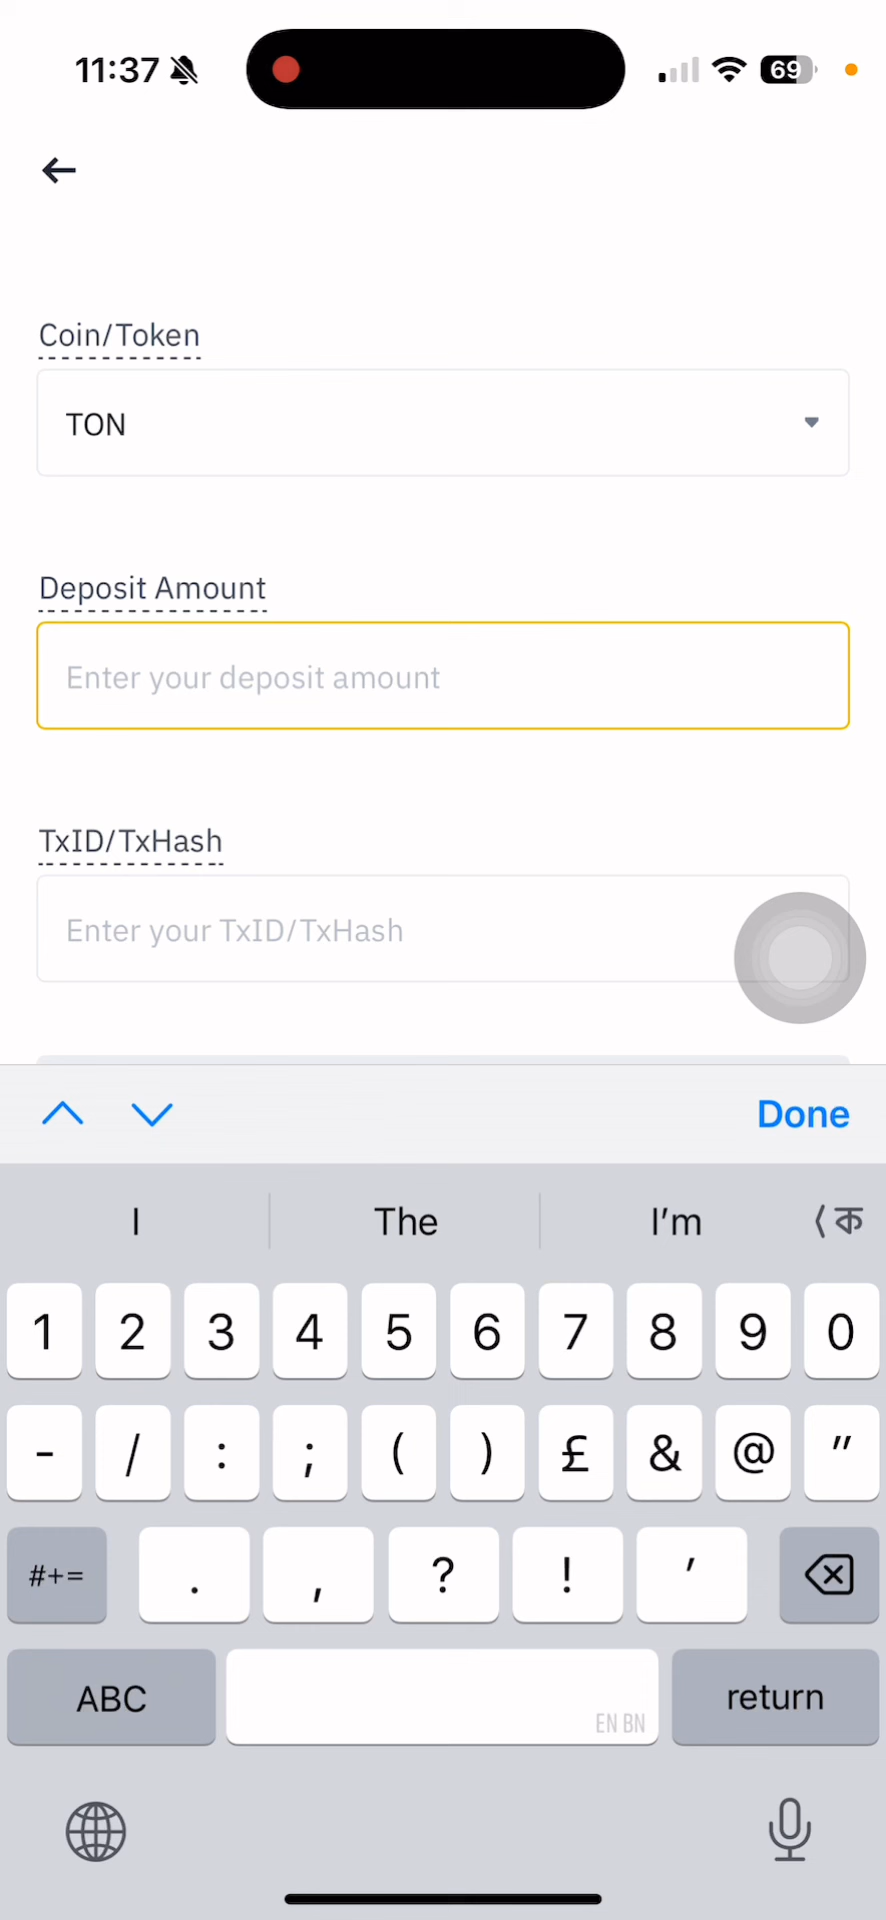 11:37
69
Coin/Token
TON
Deposit Amount
Enter your deposit amount
TxID/TxHash
Enter your TxID/TxHash
Done
I The I'm क
1 2 3 4 5 6 7 8 9 0
- / : ; ( ) £ & @ "
#+= . , ? ! '
ABC EN BN return